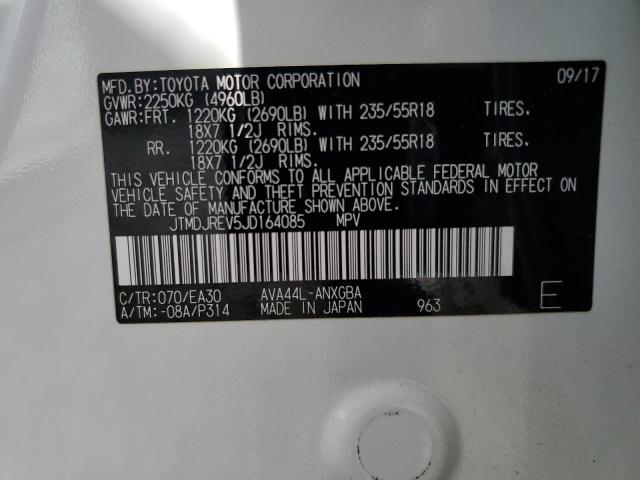 MFD. BY: TOYOTA MOTOR CORPORATION 09/17
GVWR: 2250KG (4960LB)
GAWR: FRT. 1220KG (2690LB) WITH 235/55R18 TIRES.
18X7 1/2J RIMS.
RR. 1220KG (2690LB) WITH 235/55R18 TIRES.
18X7 1/2J RIMS.
THIS VEHICLE CONFORMS TO ALL APPLICABLE FEDERAL MOTOR
VEHICLE SAFETY AND THEFT PREVENTION STANDARDS IN EFFECT ON
THE DATE OF MANUFACTURE SHOWN ABOVE.
JTMDJREV5JD164085 MPV
C/TR: 070/EA30 AVA44L-ANXGBA E
A/TM: -08A/P314 MADE IN JAPAN 963